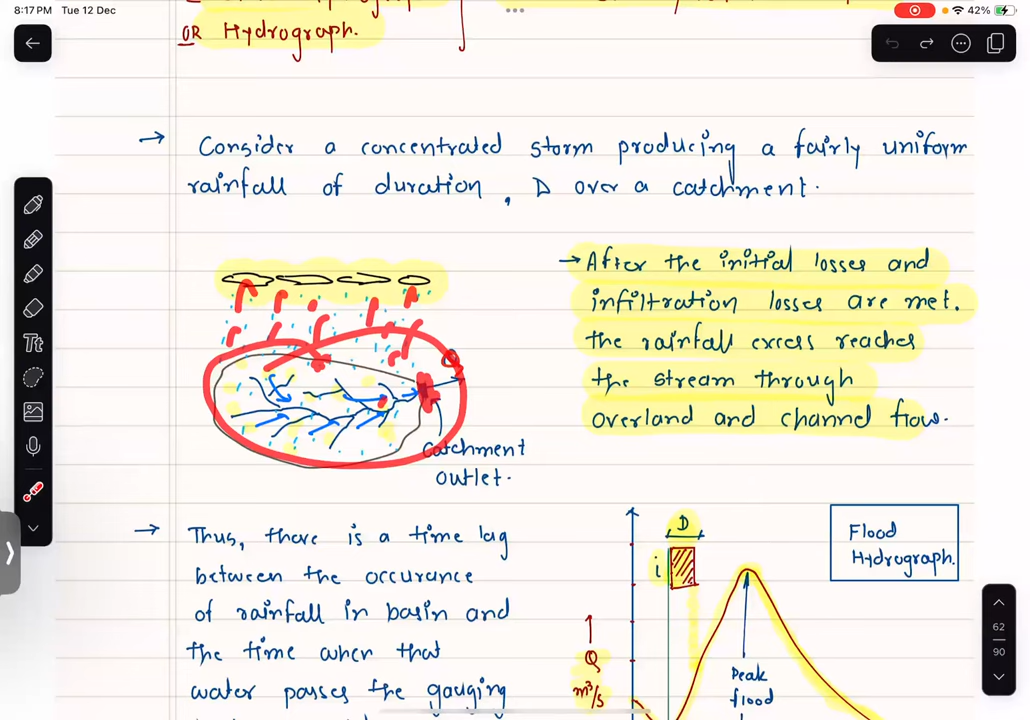 8:17 PM Tue 12 Dec
42%
OR Hydrograph.
→ Consider a concentrated storm producing a fairly uniform
rainfall of duration, D over a catchment.
→ After the initial losses and
infiltration losses are met.
the rainfall excess reaches
the stream through
overland and channel flow.
Q
Catchment
outlet.
Tt
→ Thus, there is a time lag
between the occurance
of rainfall in basin and
the time when that
water passes the gauging
D
i
Flood
Hydrograph.
↑
Q
m³/s
Peak
flood
62
90